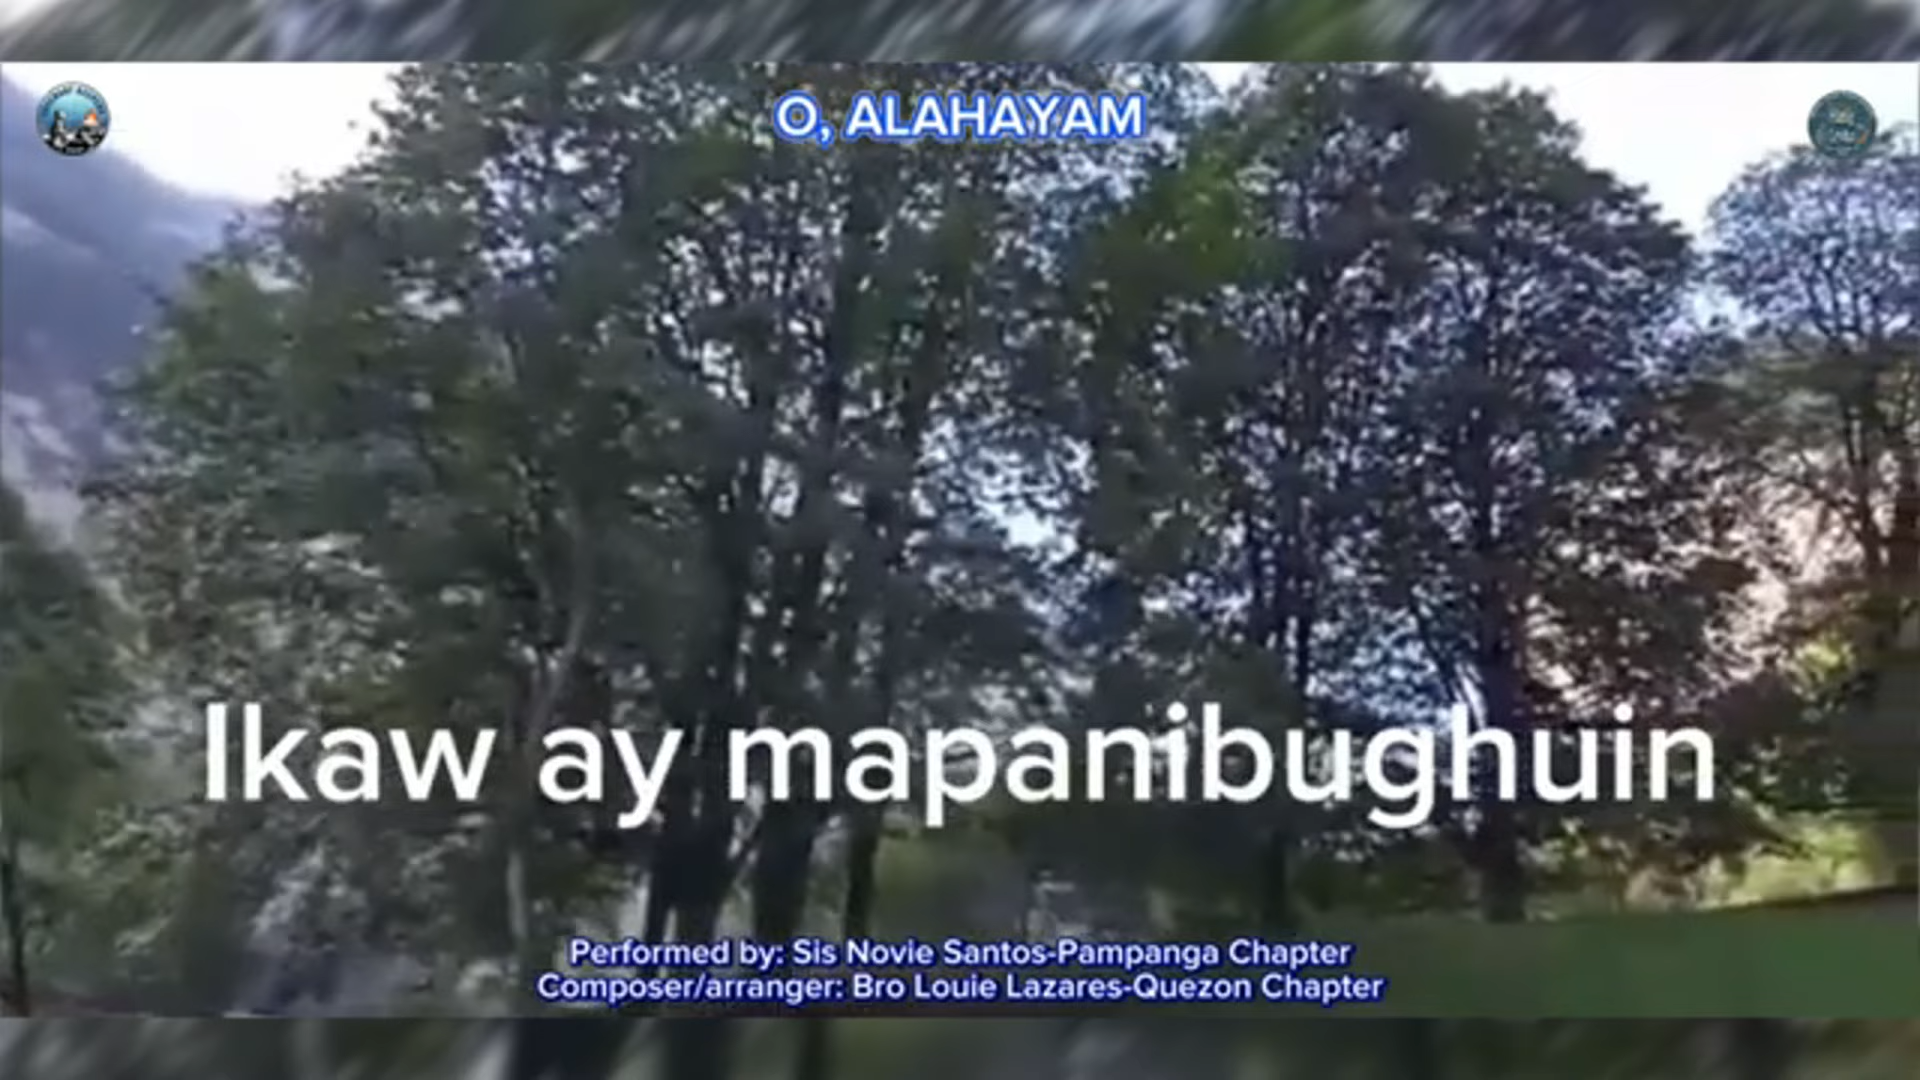 O, ALAHAYAM
Ikaw ay mapanibughuin
Performed by: Sis Novie Santos-Pampanga Chapter
Composer/arranger: Bro Louie Lazares-Quezon Chapter